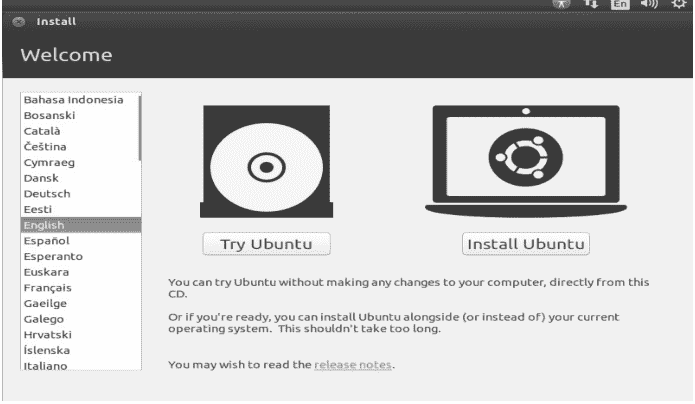 En
Install
Welcome
Bahasa Indonesia
Bosanski
Català
Čeština
Cymraeg
Dansk
Deutsch
Eesti
English
Español
Esperanto
Euskara
Français
Gaeilge
Galego
Hrvatski
Íslenska
Italiano
Try Ubuntu
Install Ubuntu
You can try Ubuntu without making any changes to your computer, directly from this
CD.
Or if you're ready, you can install Ubuntu alongside (or instead of) your current
operating system. This shouldn't take too long.
You may wish to read the release notes.